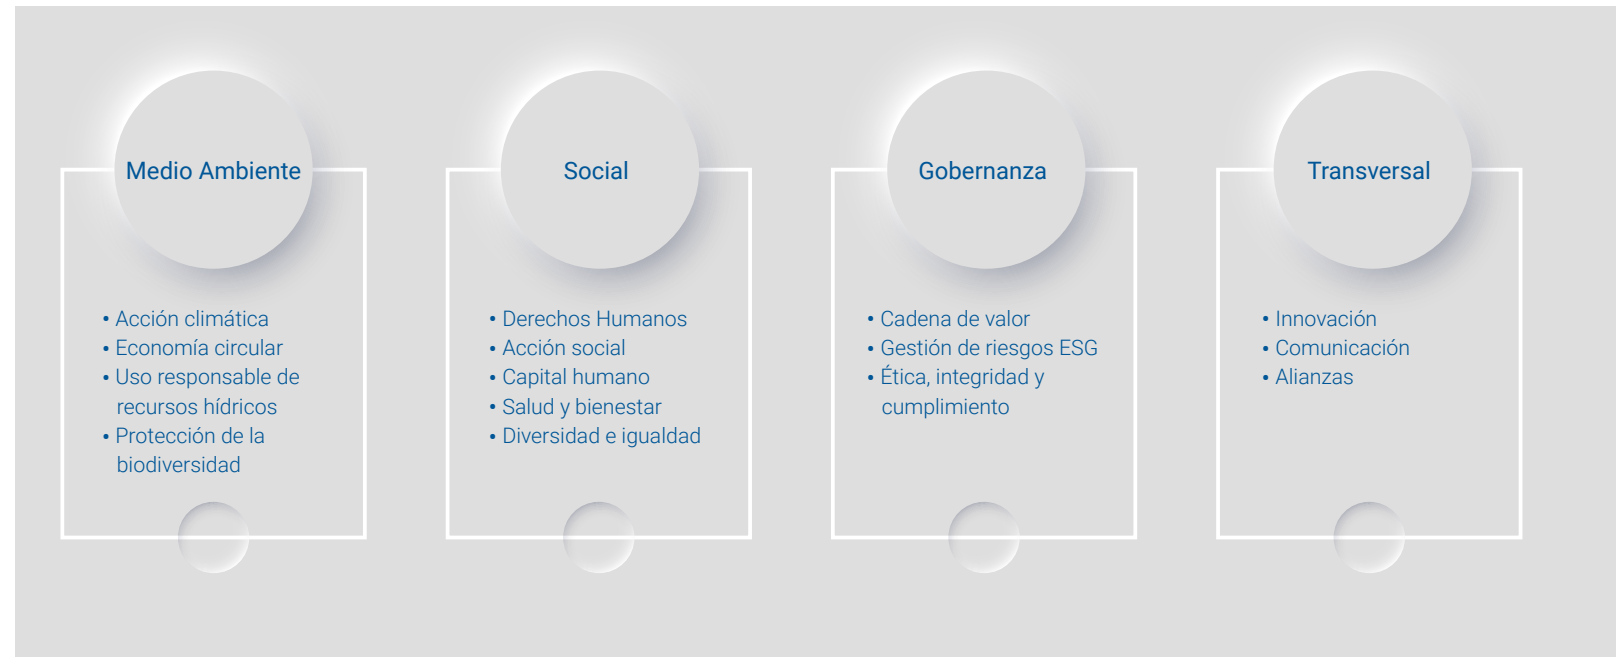 Medio Ambiente
• Acción climática
• Economía circular
• Uso responsable de
recursos hídricos
• Protección de la
biodiversidad
Social
• Derechos Humanos
• Acción social
• Capital humano
• Salud y bienestar
• Diversidad e igualdad
Gobernanza
• Cadena de valor
• Gestión de riesgos ESG
• Ética, integridad y
cumplimiento
Transversal
• Innovación
• Comunicación
• Alianzas